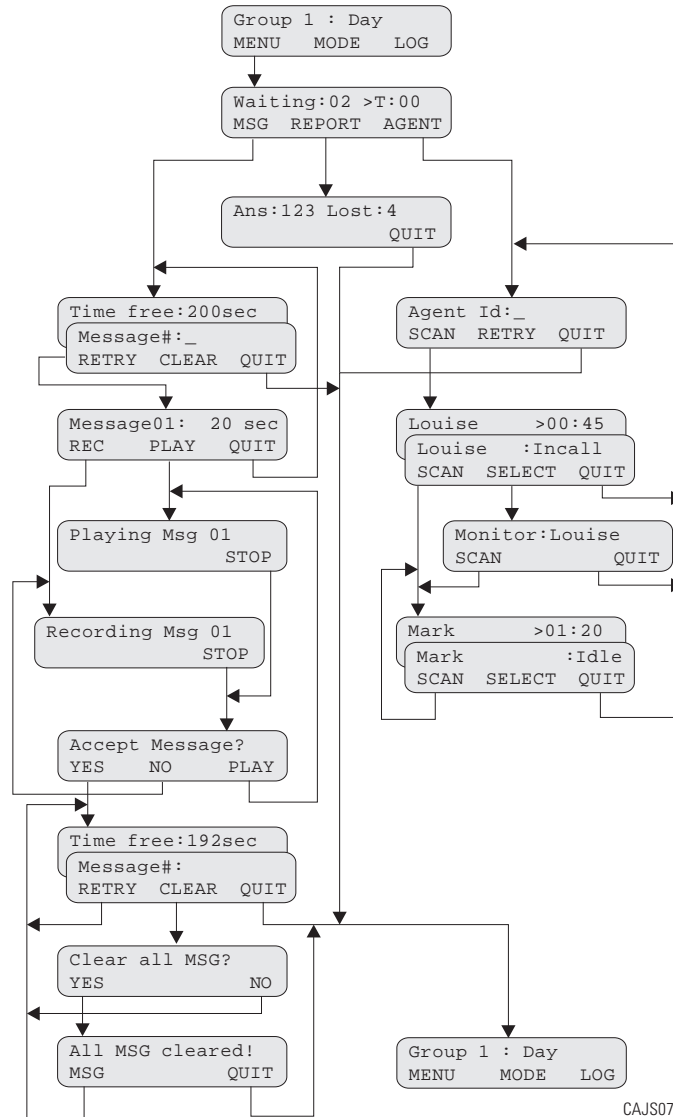 Group 1 : Day
MENU MODE LOG
Waiting:02 >T:00
MSG REPORT AGENT
Ans:123 Lost:4
QUIT
Time free:200sec
Message#:_
RETRY CLEAR QUIT
Message01: 20 sec
REC PLAY QUIT
Playing Msg 01
STOP
Recording Msg 01
STOP
Accept Message?
YES NO PLAY
Time free:192sec
Message#:
RETRY CLEAR QUIT
Clear all MSG?
YES NO
All MSG cleared!
MSG QUIT
Agent Id:_
SCAN RETRY QUIT
Louise >00:45
Louise :Incall
SCAN SELECT QUIT
Monitor:Louise
SCAN QUIT
Mark >01:20
Mark :Idle
SCAN SELECT QUIT
Group 1 : Day
MENU MODE LOG
CAJS07